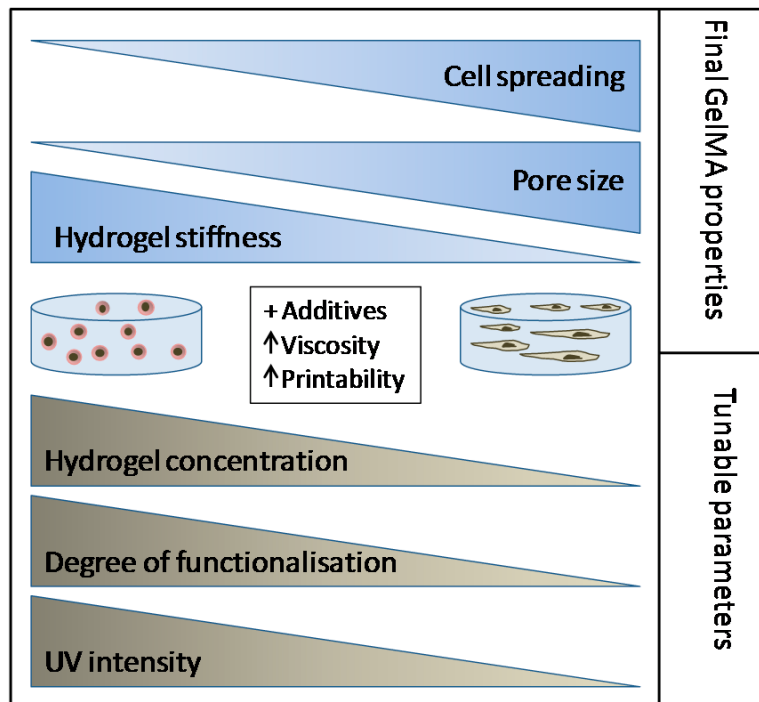 Cell spreading
Pore size
Hydrogel stiffness
+ Additives
↑ Viscosity
↑ Printability
Hydrogel concentration
Degree of functionalisation
UV intensity
Final GelMA properties
Tunable parameters